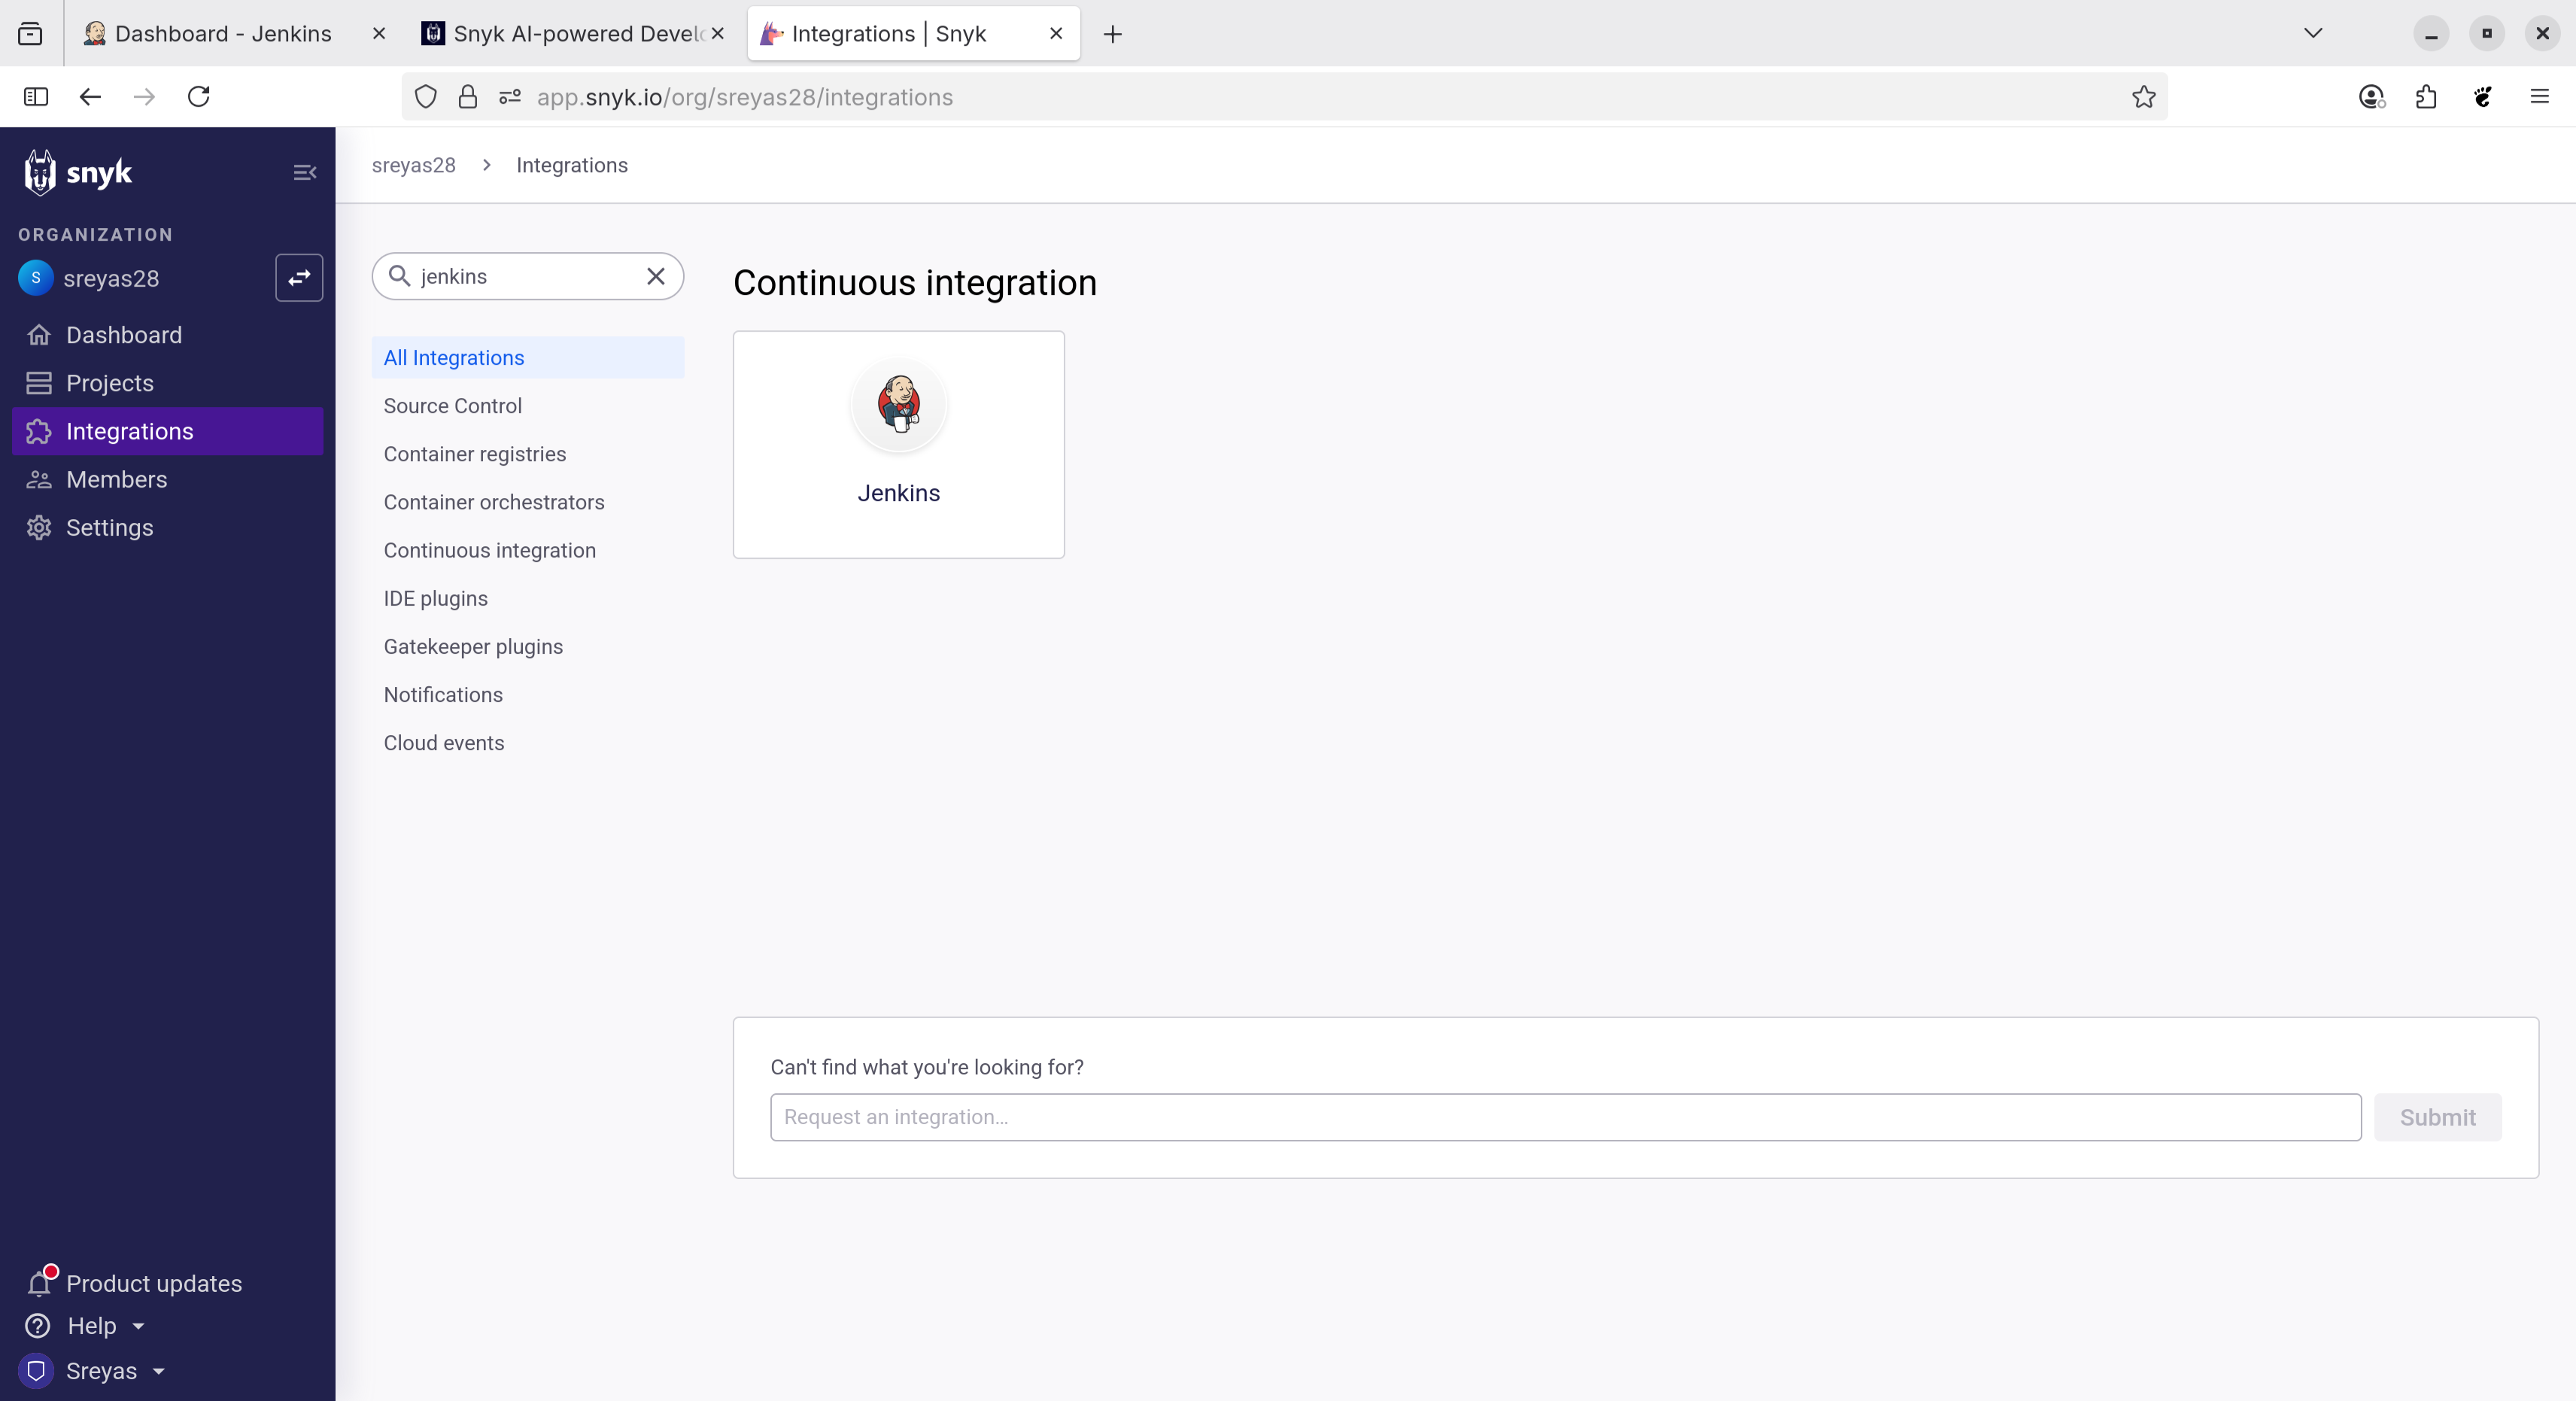 Dashboard - Jenkins
Snyk AI-powered Devel
Integrations | Snyk
app.snyk.io/org/sreyas28/integrations
snyk
ORGANIZATION
S
sreyas28
Dashboard
Projects
Integrations
Members
Settings
Product updates
Help
Sreyas
sreyas28
Integrations
jenkins
All Integrations
Source Control
Container registries
Container orchestrators
Continuous integration
IDE plugins
Gatekeeper plugins
Notifications
Cloud events
Continuous integration
Jenkins
Can't find what you're looking for?
Request an integration...
Submit